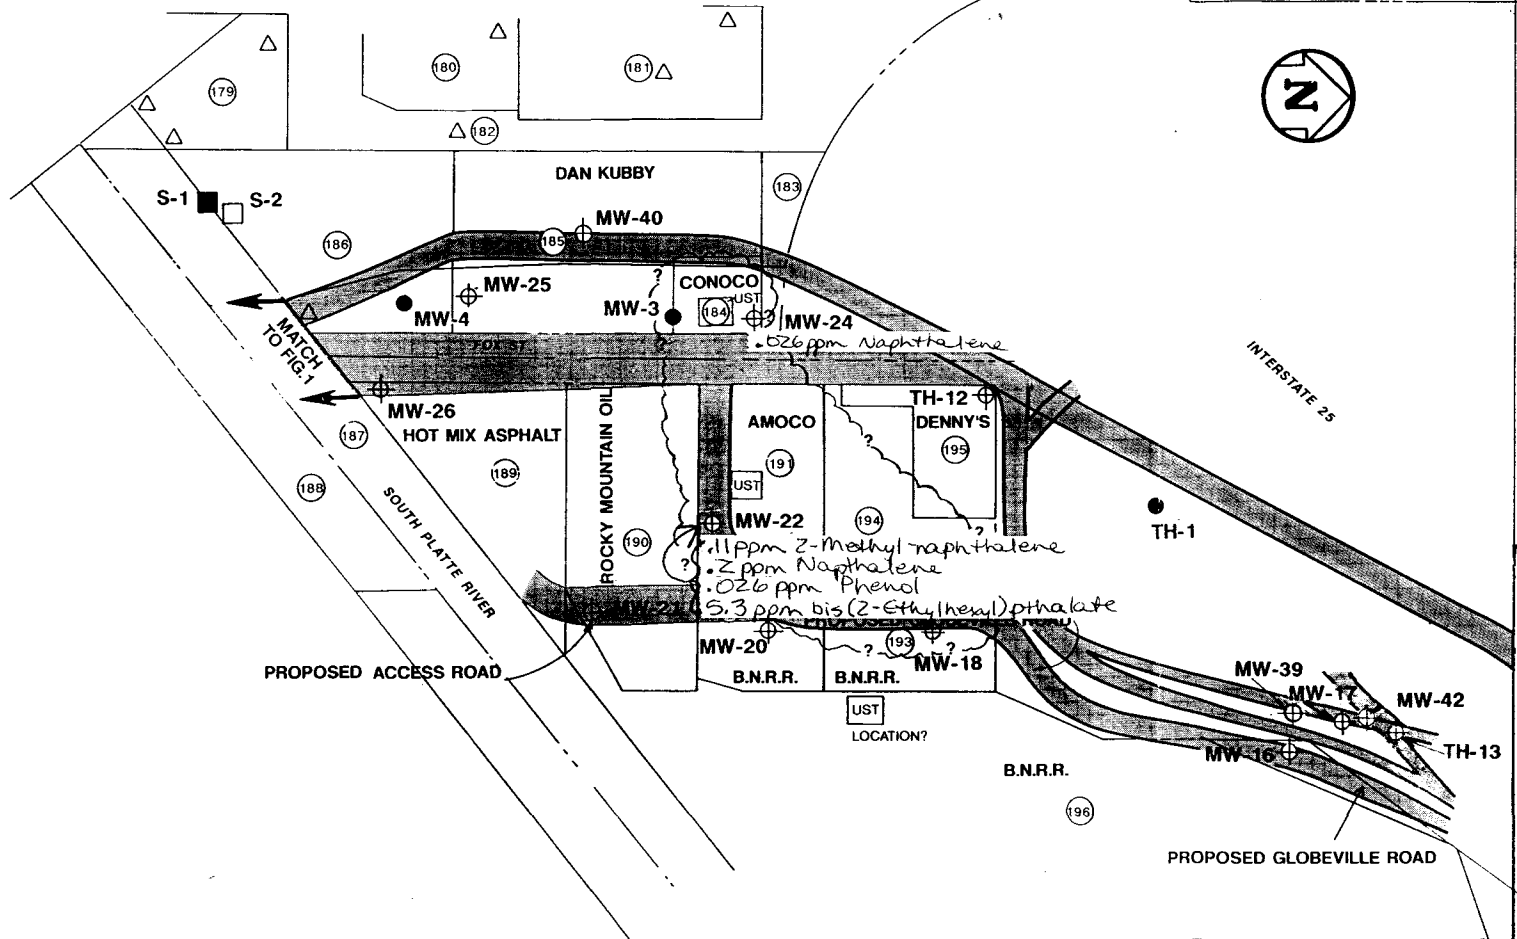 180
181
179
182
N
DAN KUBBY
183
S-1
S-2
MW-40
185
186
MW-25
CONOCO
UST
?
184
MW-3
MW-4
MW-24
?
?
.026 ppm Naphthalene
FOX ST.
MATCH
TO FIG.1
INTERSTATE 25
MW-26
TH-12
187
HOT MIX ASPHALT
ROCKY MOUNTAIN OIL
AMOCO
DENNY'S
?
195
191
189
188
UST
SOUTH PLATTE RIVER
MW-22
194
TH-1
?
190
?
.11 ppm 2-Methyl-naphthalene
.2 ppm Napthalene
.026 ppm Phenol
5.3 ppm bis(2-Ethylhexyl)pthalate
MW-21
PROPOSED GLOBEVILLE ROAD
MW-20
193
?
?
MW-18
PROPOSED ACCESS ROAD
B.N.R.R.
B.N.R.R.
MW-39
MW-17
MW-42
UST
LOCATION?
MW-16
TH-13
B.N.R.R.
196
PROPOSED GLOBEVILLE ROAD